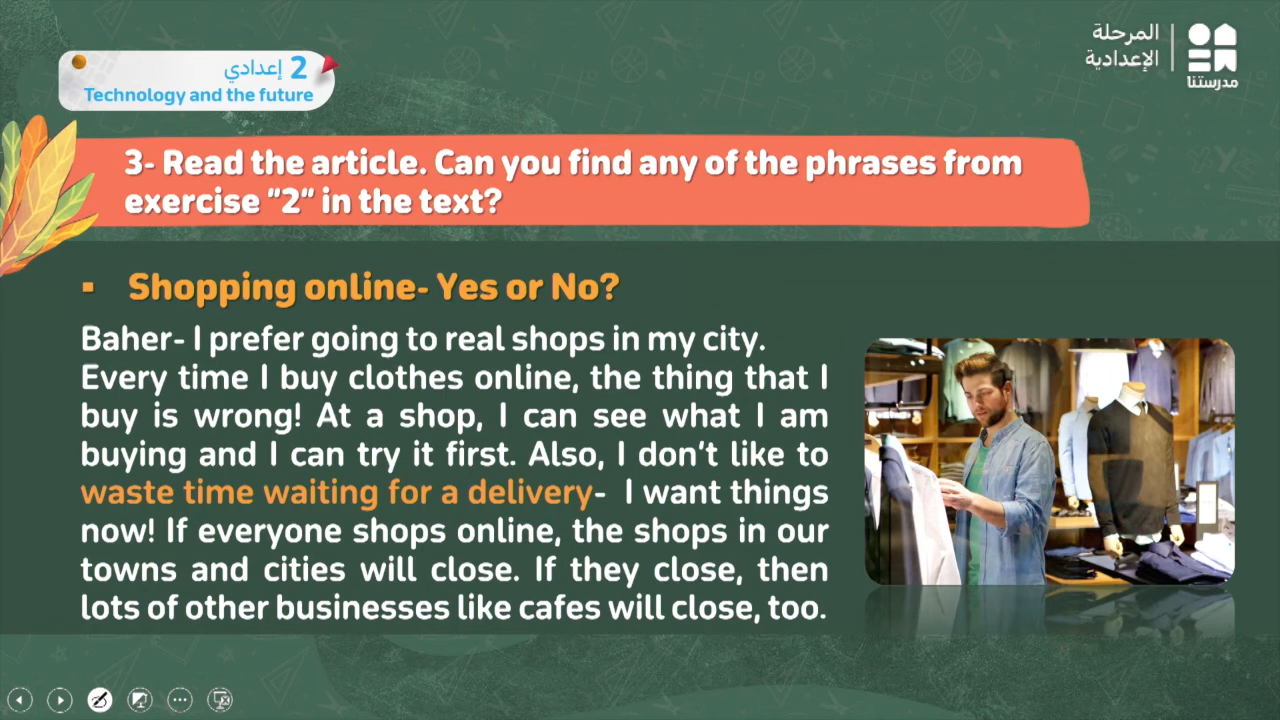 المرحلة
الإعدادية
مدرستنا
2 إعدادي
Technology and the future
3- Read the article. Can you find any of the phrases from
exercise "2" in the text?
▪ Shopping online- Yes or No?
Baher- I prefer going to real shops in my city.
Every time I buy clothes online, the thing that I
buy is wrong! At a shop, I can see what I am
buying and I can try it first. Also, I don't like to
waste time waiting for a delivery- I want things
now! If everyone shops online, the shops in our
towns and cities will close. If they close, then
lots of other businesses like cafes will close, too.